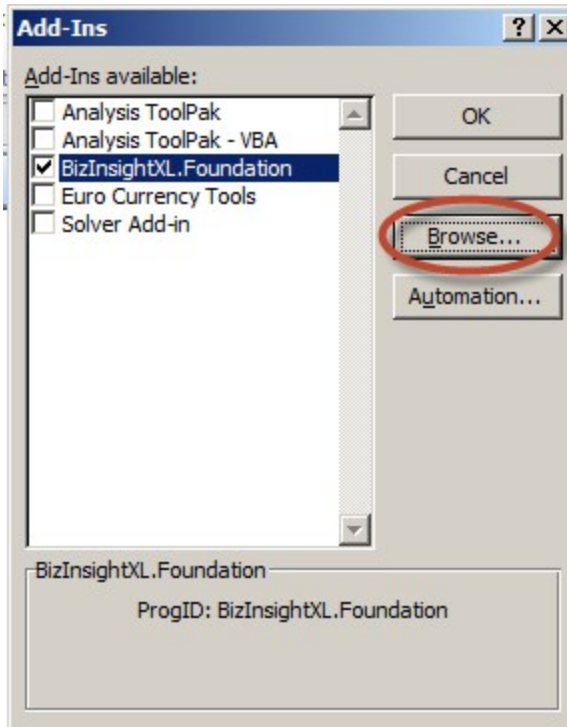 Add-Ins
Add-Ins available:
Analysis ToolPak
Analysis ToolPak - VBA
BizInsightXL.Foundation
Euro Currency Tools
Solver Add-in
OK
Cancel
Browse...
Automation...
BizInsightXL.Foundation
ProgID: BizInsightXL.Foundation